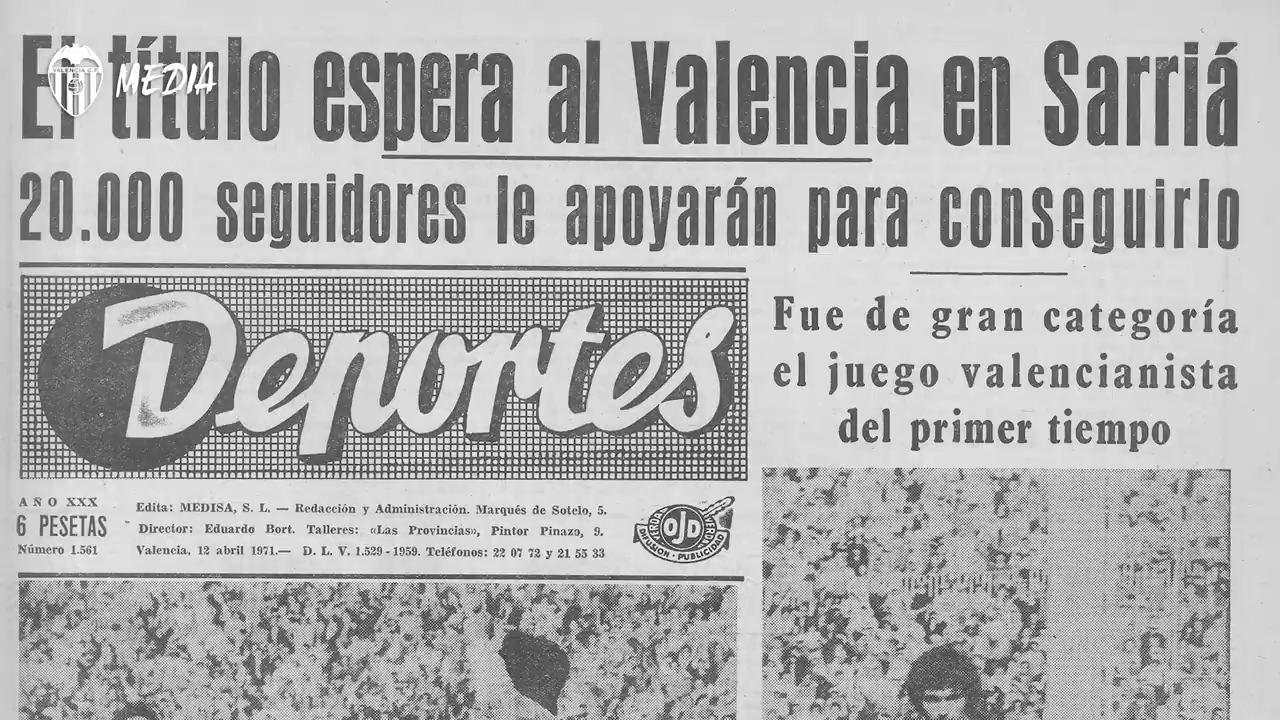 VALENCIA C.F.
MEDIA
El título espera al Valencia en Sarriá
20.000 seguidores le apoyarán para conseguirlo
Deportes
Fue de gran categoría
el juego valencianista
del primer tiempo
AÑO XXX
6 PESETAS
Número 1.561
Edita: MEDISA, S. L. — Redacción y Administración. Marqués de Sotelo, 5.
Director: Eduardo Bort. Talleres: «Las Provincias», Pintor Pinazo, 9.
Valencia, 12 abril 1971.— D. L. V. 1.529 - 1959. Teléfonos: 22 07 72 y 21 55 33
OJD
DIFUSION · PUBLICIDAD